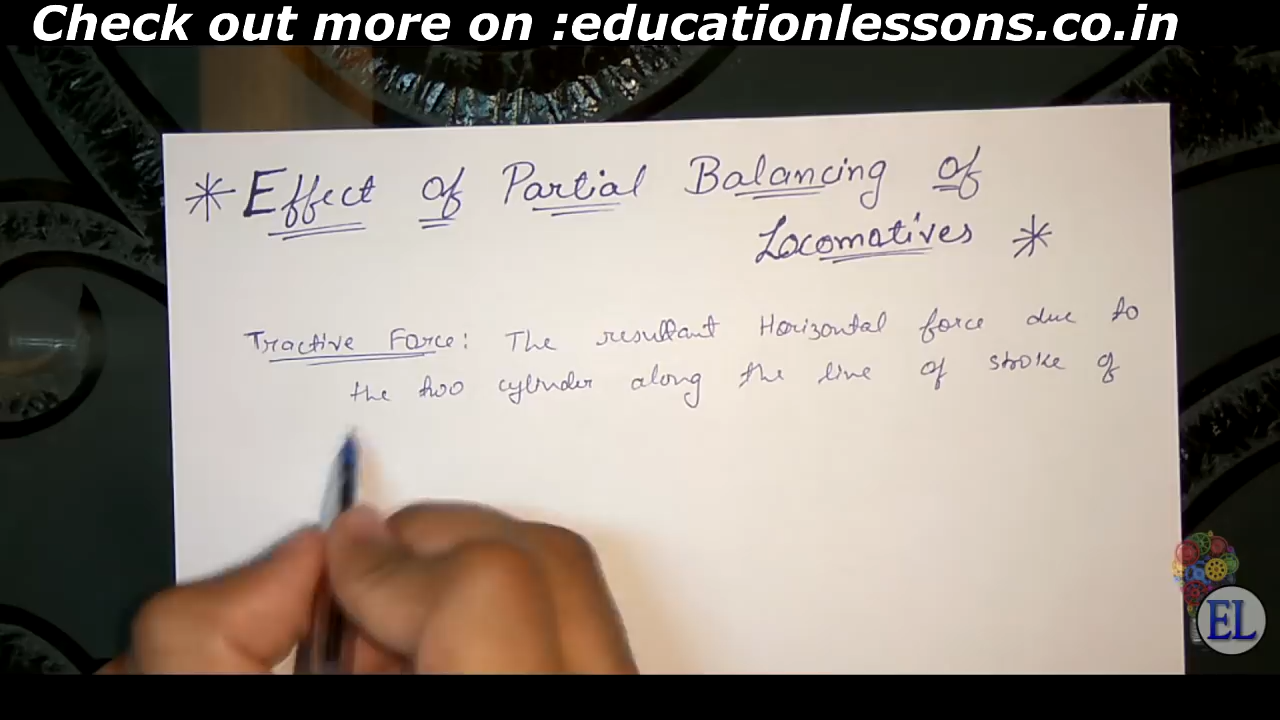 Check out more on :educationlessons.co.in
* Effect of Partial Balancing of
Locomatives *
Tractive Force: The resultant Horizontal force due to
the two cylinder along the line of stroke of
EL